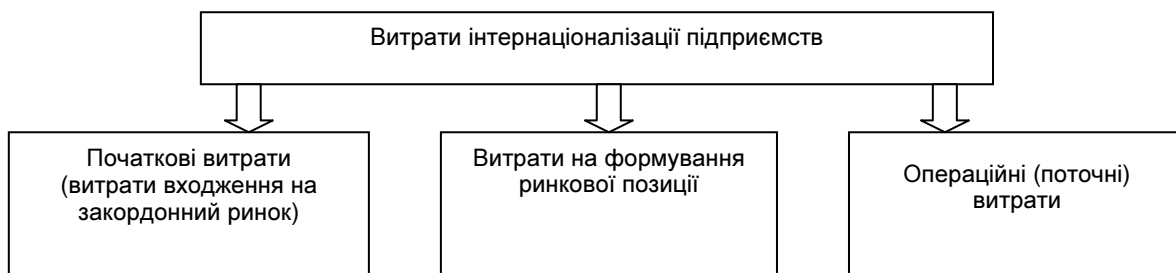 Витрати інтернаціоналізації підприємств
Початкові витрати
(витрати входження на
закордонний ринок)
Витрати на формування
ринкової позиції
Операційні (поточні)
витрати